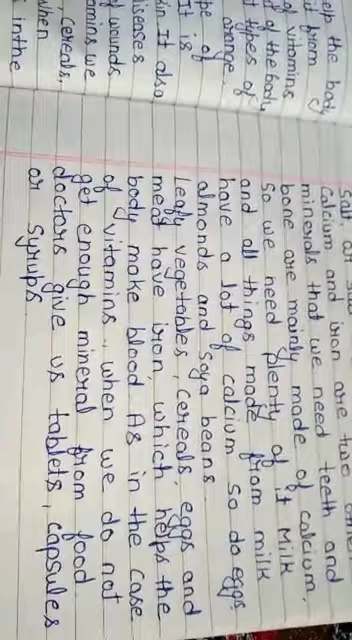 elp the body
it from
of vitamins
of the body
types of
orange
pe of
It is
in It also
iseases
f wounds
amins we
, cereals,
when
in the
calcium and iron are two other
minerals that we need teeth and
bone are mainly made of calcium.
so we need plenty of it Milk
and all things made from milk
have a lot of calcium so do eggs
almonds and Soya beans.
Leafy vegetables, cereals, eggs and
meat have iron, which helps the
body make blood As in the case
of vitamins, when we do not
get enough mineral from food
doctors give us tablets, capsules
or Syrups.